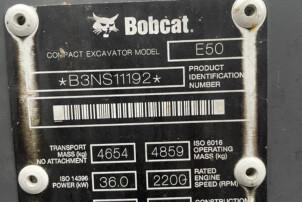 Bobcat.
COMPACT EXCAVATOR MODEL E50
*B3NS11192* PRODUCT IDENTIFICATION NUMBER
TRANSPORT MASS (kg) NO ATTACHMENT 4654 4859 ISO 6016 OPERATING MASS (kg)
ISO 14396 POWER (kW) 36.0 2200 RATED ENGINE SPEED (RPM)